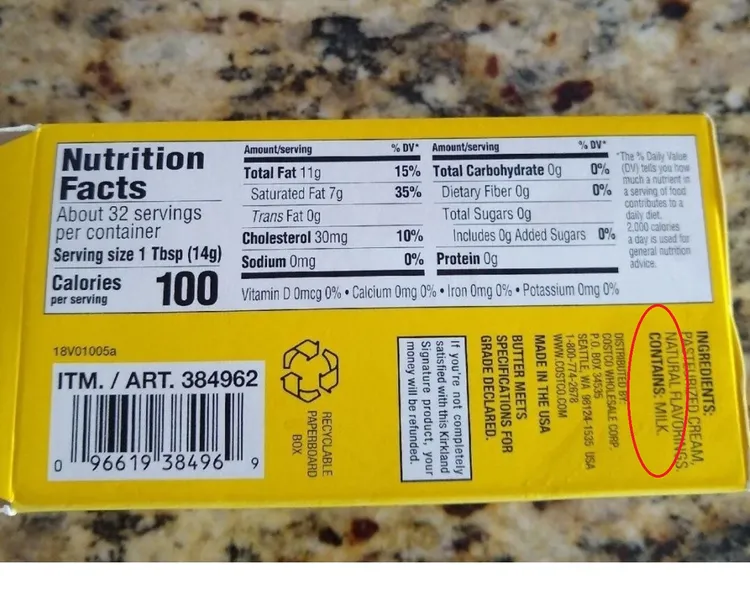 Nutrition
Facts
About 32 servings
per container
Serving size 1 Tbsp (14g)
Calories
per serving
100
Amount/serving % DV*
Total Fat 11g 15%
Saturated Fat 7g 35%
Trans Fat 0g
Cholesterol 30mg 10%
Sodium 0mg 0%
Amount/serving % DV*
Total Carbohydrate 0g 0%
Dietary Fiber 0g 0%
Total Sugars 0g
Includes 0g Added Sugars 0%
Protein 0g
Vitamin D 0mcg 0% • Calcium 0mg 0% • Iron 0mg 0% • Potassium 0mg 0%
*The % Daily Value
(DV) tells you how
much a nutrient in
a serving of food
contributes to a
daily diet.
2,000 calories
a day is used for
general nutrition
advice.
18V01005a
ITM. / ART. 384962
0 96619 38496 9
RECYCLABLE
PAPERBOARD
BOX
If you're not completely
satisfied with this Kirkland
Signature product, your
money will be refunded.
BUTTER MEETS
SPECIFICATIONS FOR
GRADE DECLARED.
MADE IN THE USA
INGREDIENTS:
PASTEURIZED CREAM,
NATURAL FLAVORINGS.
CONTAINS: MILK.
DISTRIBUTED BY:
COSTCO WHOLESALE CORP.
P.O. BOX 34535
SEATTLE, WA 98124-1535 USA
1-800-774-2678
WWW.COSTCO.COM